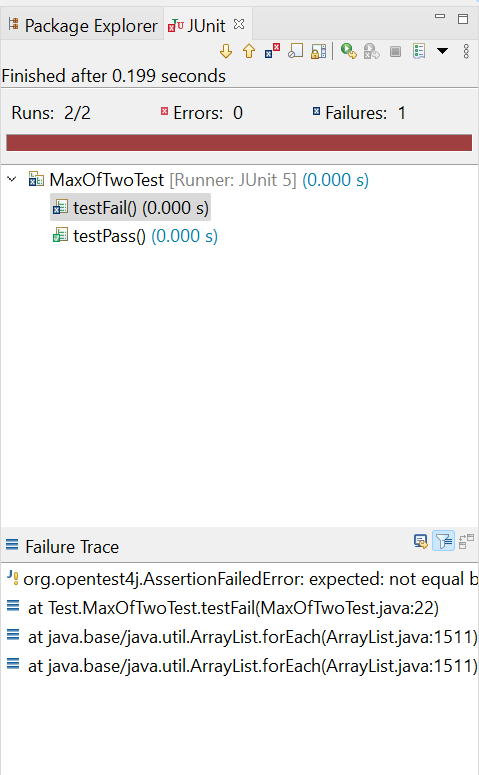 Package Explorer JUnit
Finished after 0.199 seconds
Runs: 2/2 Errors: 0 Failures: 1
MaxOfTwoTest [Runner: JUnit 5] (0.000 s)
testFail() (0.000 s)
testPass() (0.000 s)
Failure Trace
org.opentest4j.AssertionFailedError: expected: not equal b
at Test.MaxOfTwoTest.testFail(MaxOfTwoTest.java:22)
at java.base/java.util.ArrayList.forEach(ArrayList.java:1511)
at java.base/java.util.ArrayList.forEach(ArrayList.java:1511)